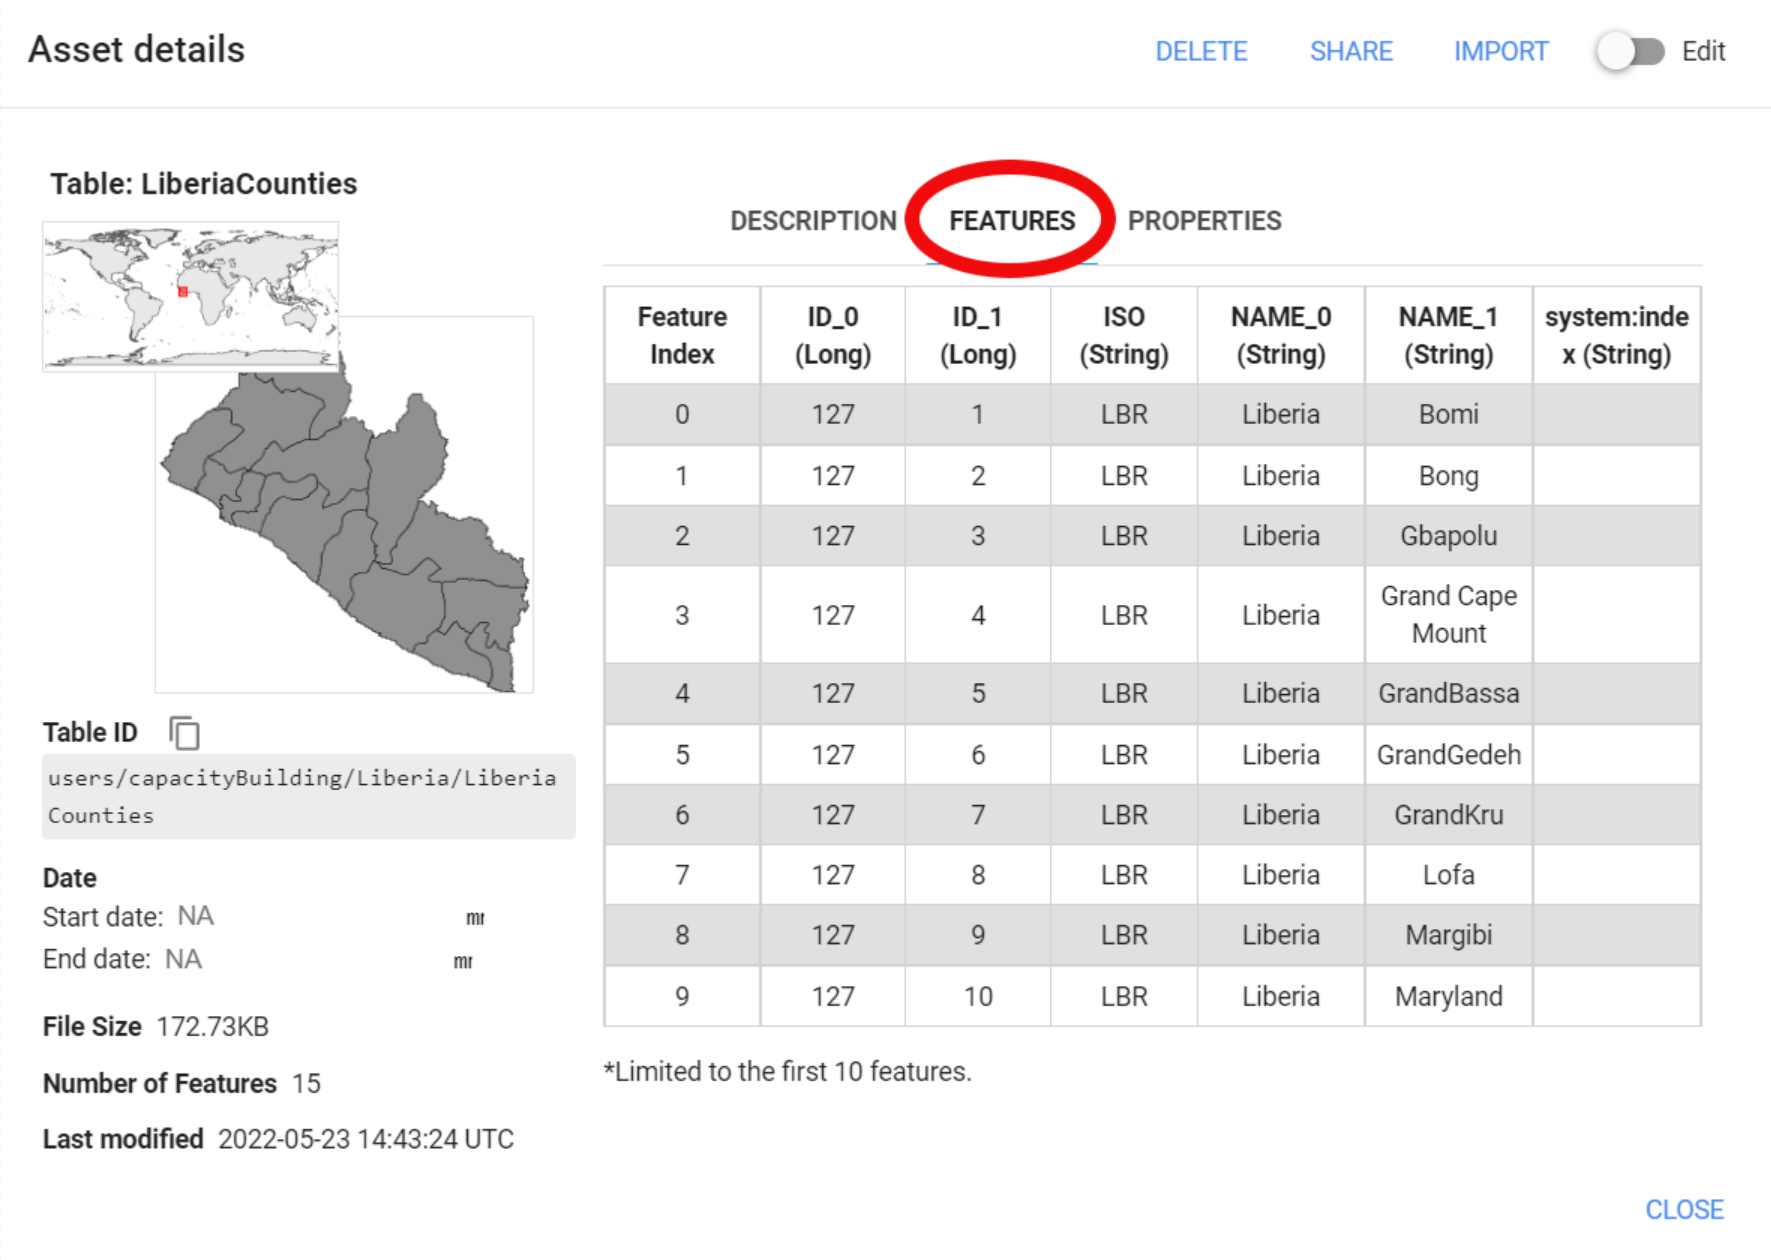 Asset details
DELETE SHARE IMPORT Edit
Table: LiberiaCounties
Table ID
users/capacityBuilding/Liberia/Liberia
Counties
Date
Start date: NA mr
End date: NA mr
File Size 172.73KB
Number of Features 15
Last modified 2022-05-23 14:43:24 UTC
DESCRIPTION FEATURES PROPERTIES
Feature ID_0 ID_1 ISO NAME_0 NAME_1 system:inde
Index (Long) (Long) (String) (String) (String) x (String)
0 127 1 LBR Liberia Bomi
1 127 2 LBR Liberia Bong
2 127 3 LBR Liberia Gbapolu
3 127 4 LBR Liberia Grand Cape
Mount
4 127 5 LBR Liberia GrandBassa
5 127 6 LBR Liberia GrandGedeh
6 127 7 LBR Liberia GrandKru
7 127 8 LBR Liberia Lofa
8 127 9 LBR Liberia Margibi
9 127 10 LBR Liberia Maryland
*Limited to the first 10 features.
CLOSE